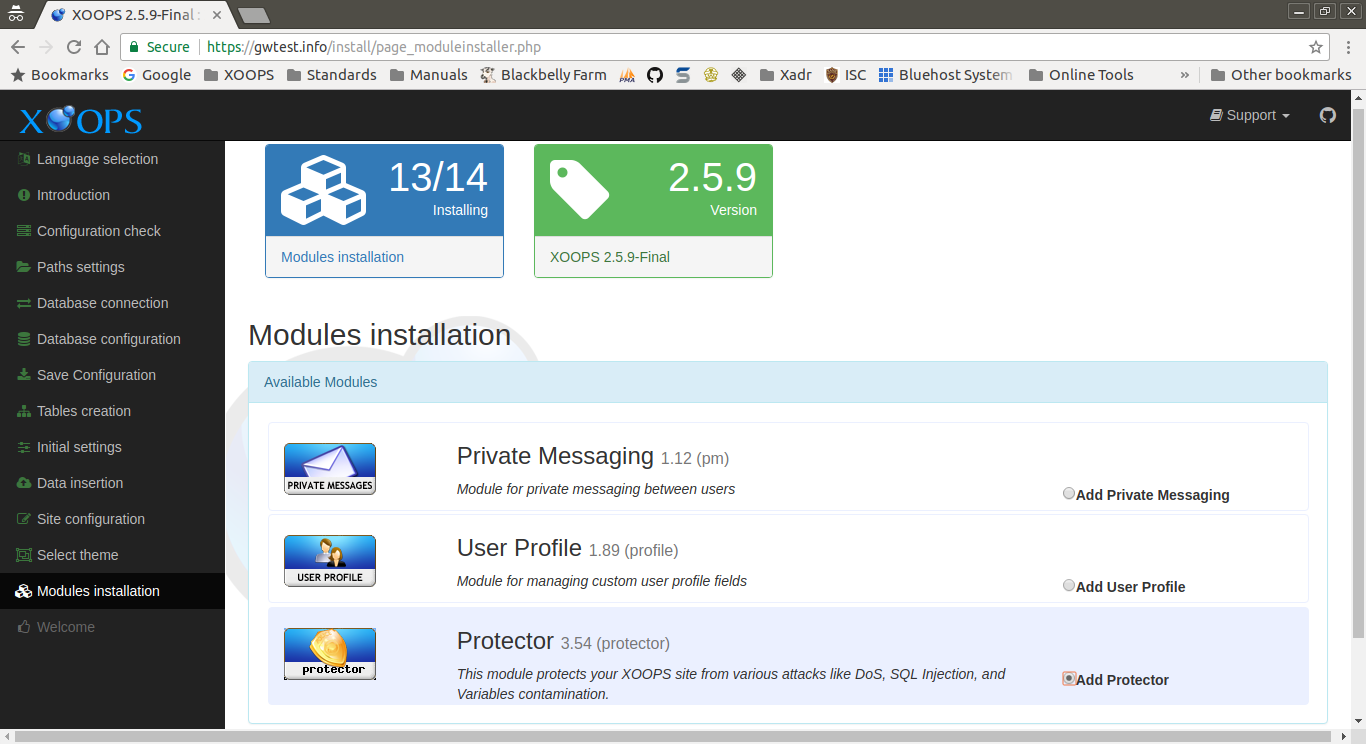 XOOPS 2.5.9-Final :
Secure
https://gwtest.info/install/page_moduleinstaller.php
Bookmarks
Google
XOOPS
Standards
Manuals
Blackbelly Farm
PMA
Xadr
ISC
Bluehost System
Online Tools
»
Other bookmarks
XOOPS
Support
Language selection
Introduction
Configuration check
Paths settings
Database connection
Database configuration
Save Configuration
Tables creation
Initial settings
Data insertion
Site configuration
Select theme
Modules installation
Welcome
13/14
Installing
Modules installation
2.5.9
Version
XOOPS 2.5.9-Final
Modules installation
Available Modules
PRIVATE MESSAGES
Private Messaging 1.12 (pm)
Module for private messaging between users
Add Private Messaging
USER PROFILE
User Profile 1.89 (profile)
Module for managing custom user profile fields
Add User Profile
protector
Protector 3.54 (protector)
This module protects your XOOPS site from various attacks like DoS, SQL Injection, and
Variables contamination.
Add Protector